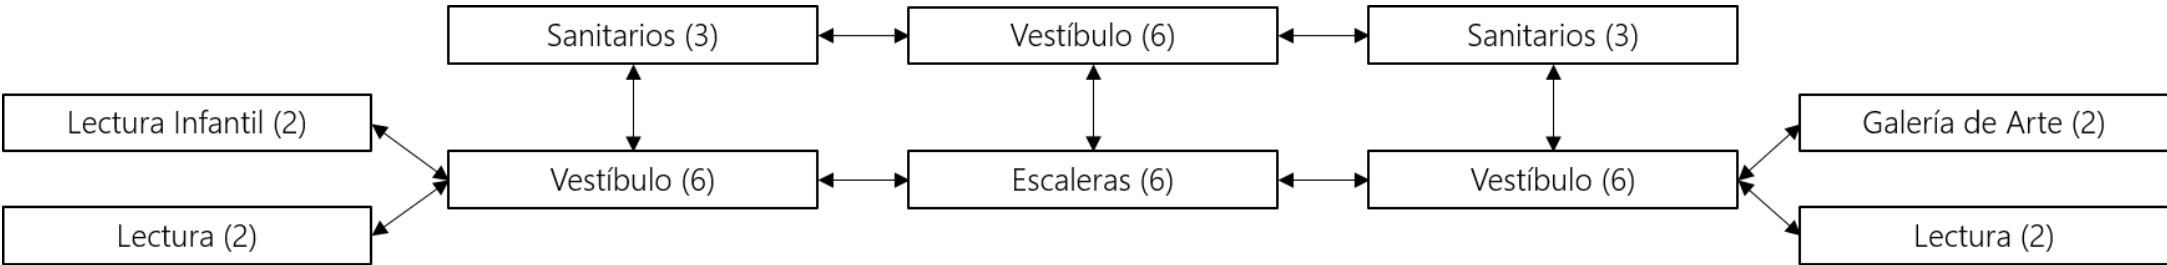 Sanitarios (3)
Vestíbulo (6)
Sanitarios (3)
Lectura Infantil (2)
Galería de Arte (2)
Vestíbulo (6)
Escaleras (6)
Vestíbulo (6)
Lectura (2)
Lectura (2)